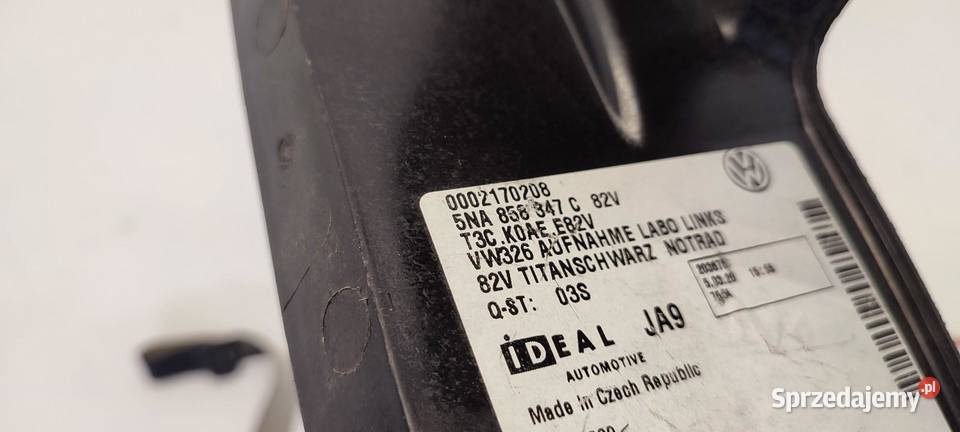 0002170208
5NA 858 347 C 82V
T3C.K0AE.E82V
VW326 AUFNAHME LABO LINKS
82V TITANSCHWARZ NOTRAD
Q-ST: 03S
JA9
iDEAL
AUTOMOTIVE
Made in Czech Republic
Sprzedajemy.pl